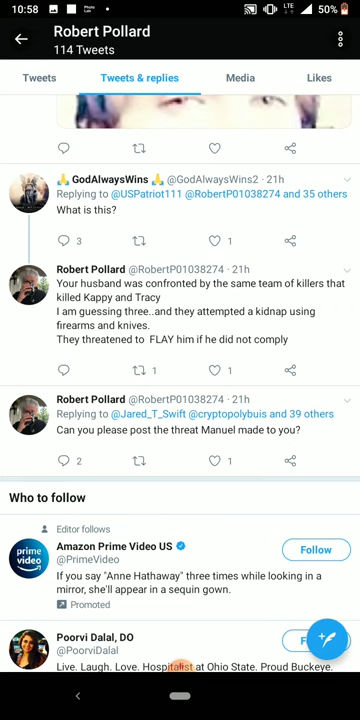 10:58
LTE
50%
Robert Pollard
114 Tweets
Tweets
Tweets & replies
Media
Likes
🙏 GodAlwaysWins 🙏 @GodAlwaysWins2 · 21h
Replying to @USPatriot111 @RobertP01038274 and 35 others
What is this?
3
1
Robert Pollard @RobertP01038274 · 21h
Your husband was confronted by the same team of killers that
killed Kappy and Tracy
I am guessing three..and they attempted a kidnap using
firearms and knives.
They threatened to FLAY him if he did not comply
1
1
Robert Pollard @RobertP01038274 · 21h
Replying to @Jared_T_Swift @cryptopolybuis and 39 others
Can you please post the threat Manuel made to you?
2
1
Who to follow
Editor follows
prime
video
Amazon Prime Video US
@PrimeVideo
Follow
If you say "Anne Hathaway" three times while looking in a
mirror, she'll appear in a sequin gown.
Promoted
Poorvi Dalal, DO
@PoorviDalal
Live. Laugh. Love. Hospitalist at Ohio State. Proud Buckeye.